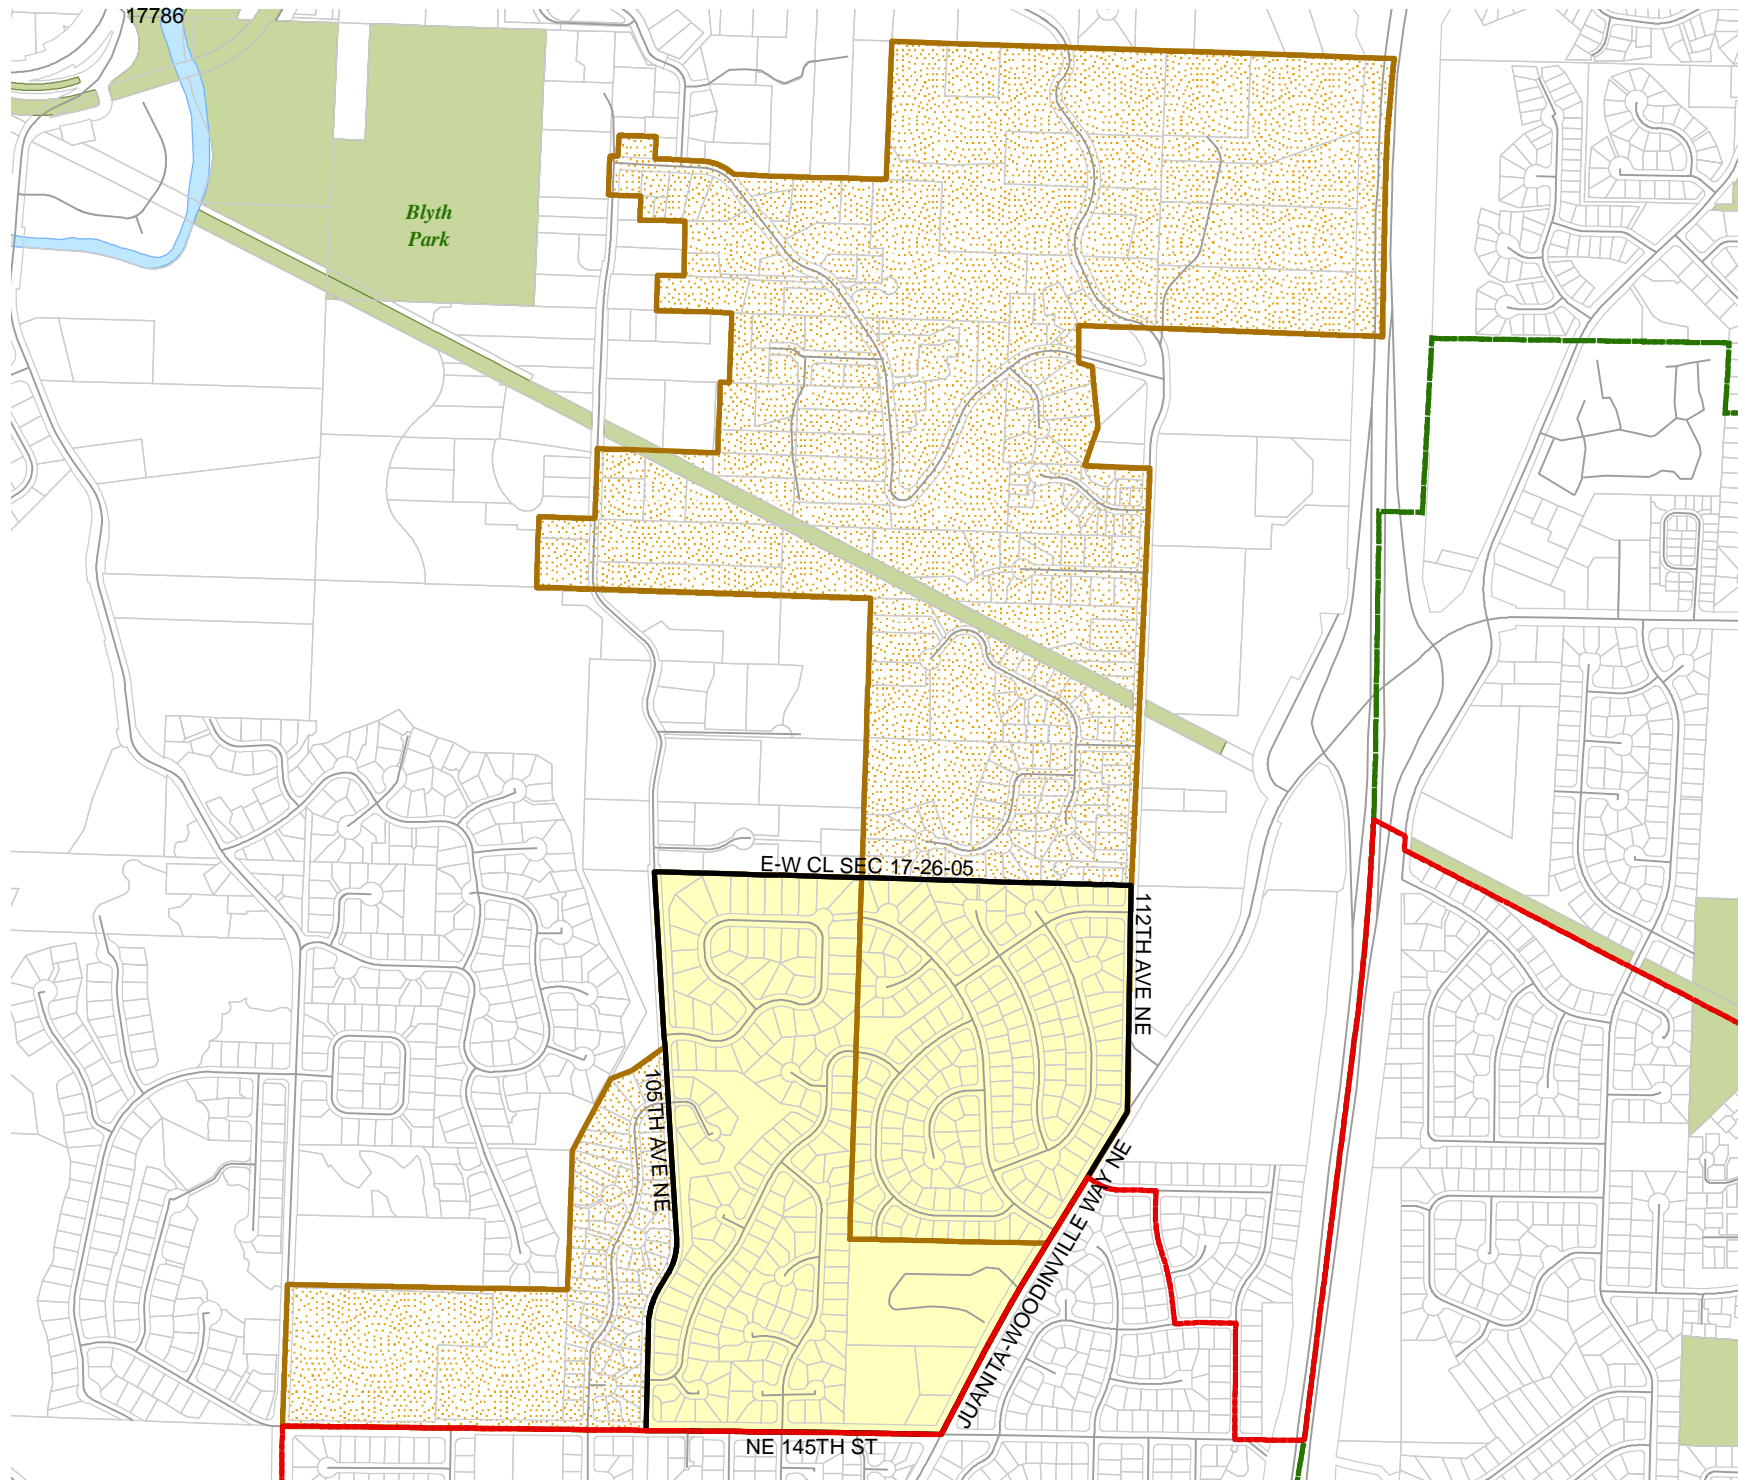 17786
Blyth
Park
E-W CL SEC 17-26-05
112TH AVE NE
105TH AVE NE
JUANITA-WOODINVILLE WAY NE
NE 145TH ST